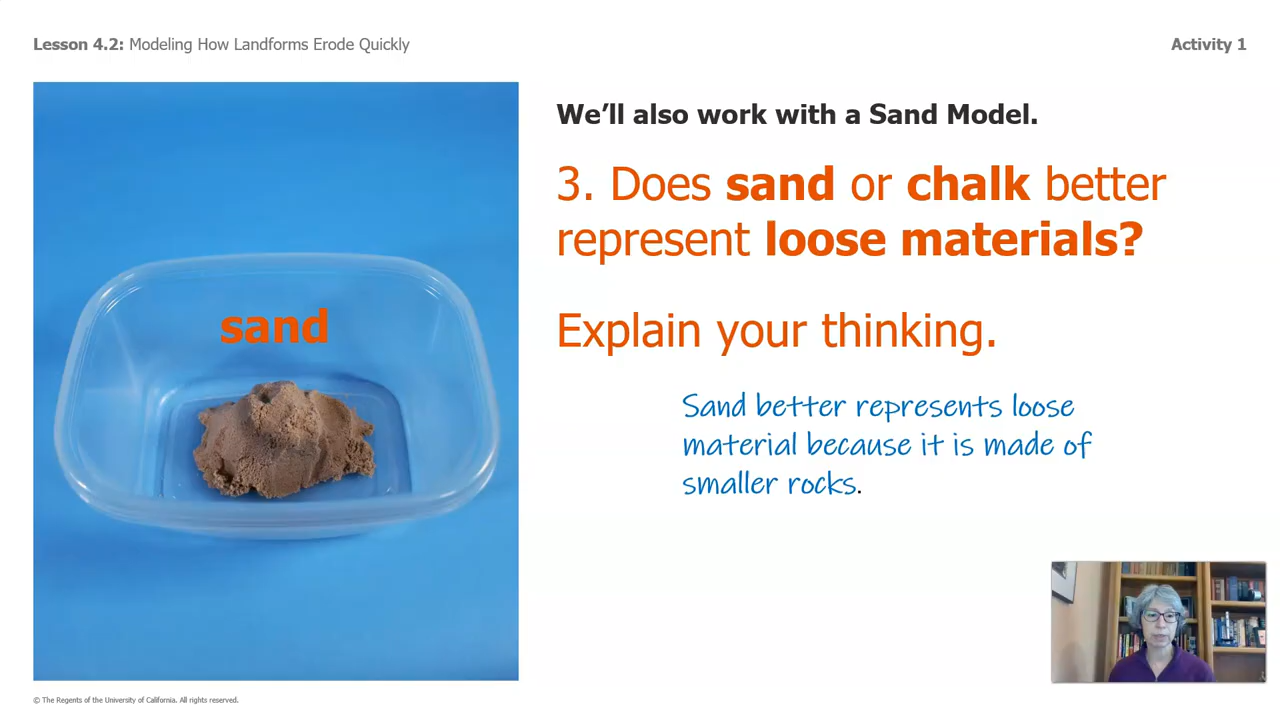 Lesson 4.2: Modeling How Landforms Erode Quickly
Activity 1
We’ll also work with a Sand Model.
3. Does sand or chalk better
represent loose materials?
Explain your thinking.
sand
Sand better represents loose
material because it is made of
smaller rocks.
© The Regents of the University of California. All rights reserved.